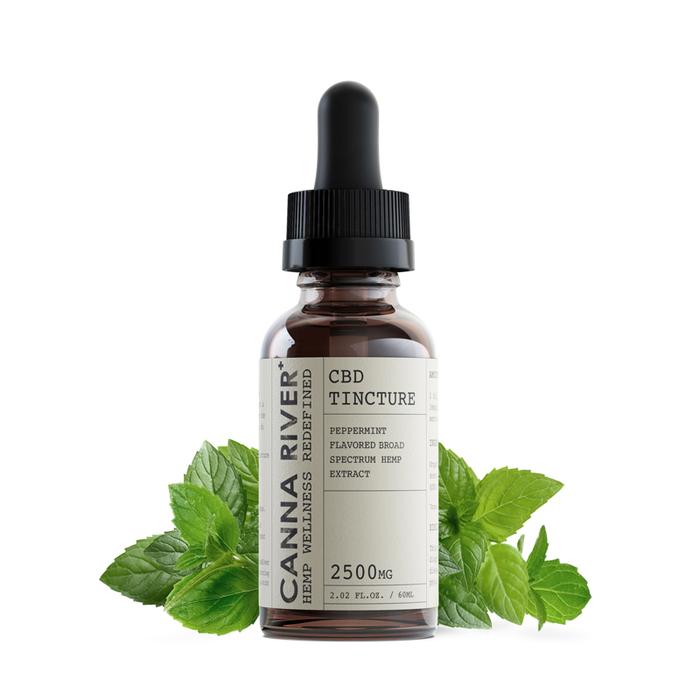 CANNA RIVER+
HEMP WELLNESS REDEFINED
CBD
TINCTURE
PEPPERMINT
FLAVORED BROAD
SPECTRUM HEMP
EXTRACT
2500MG
2.02 FL.OZ. / 60ML